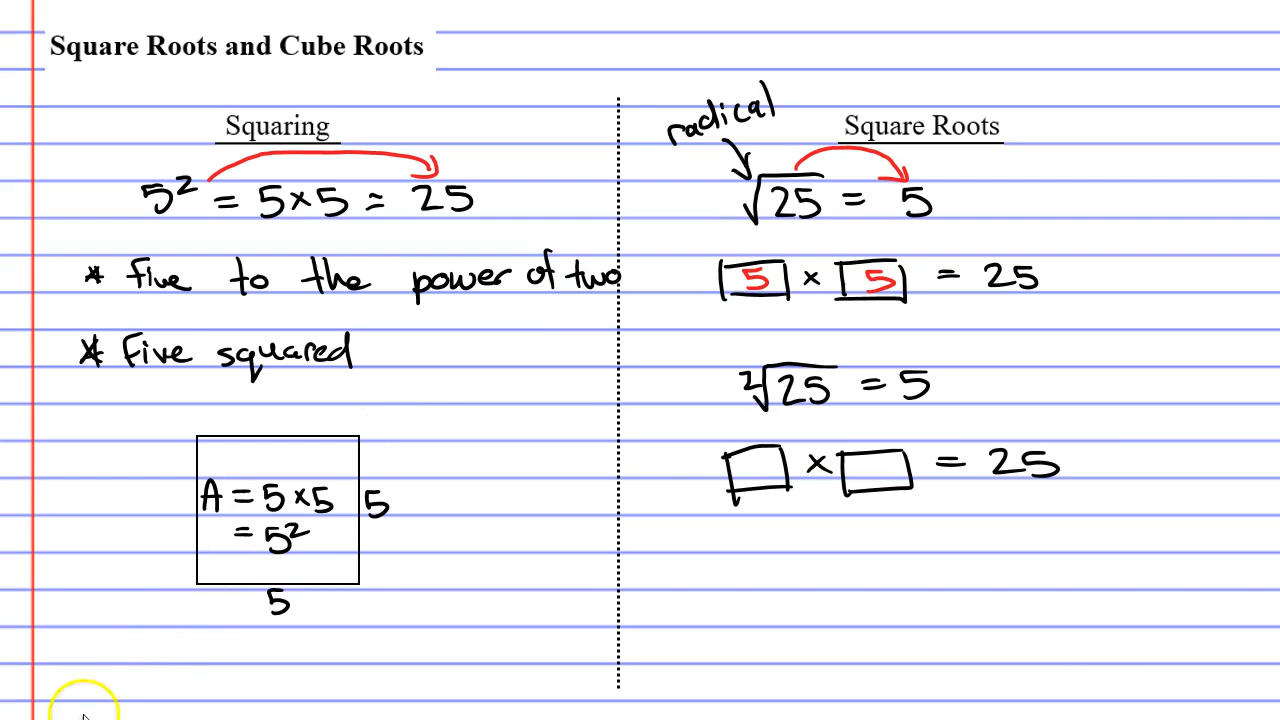 Square Roots and Cube Roots
Squaring
5² = 5×5 = 25
* five to the power of two
* Five squared
A = 5×5
= 5²
5
5
radical
Square Roots
√25 = 5
5 × 5 = 25
²√25 = 5
□ × □ = 25